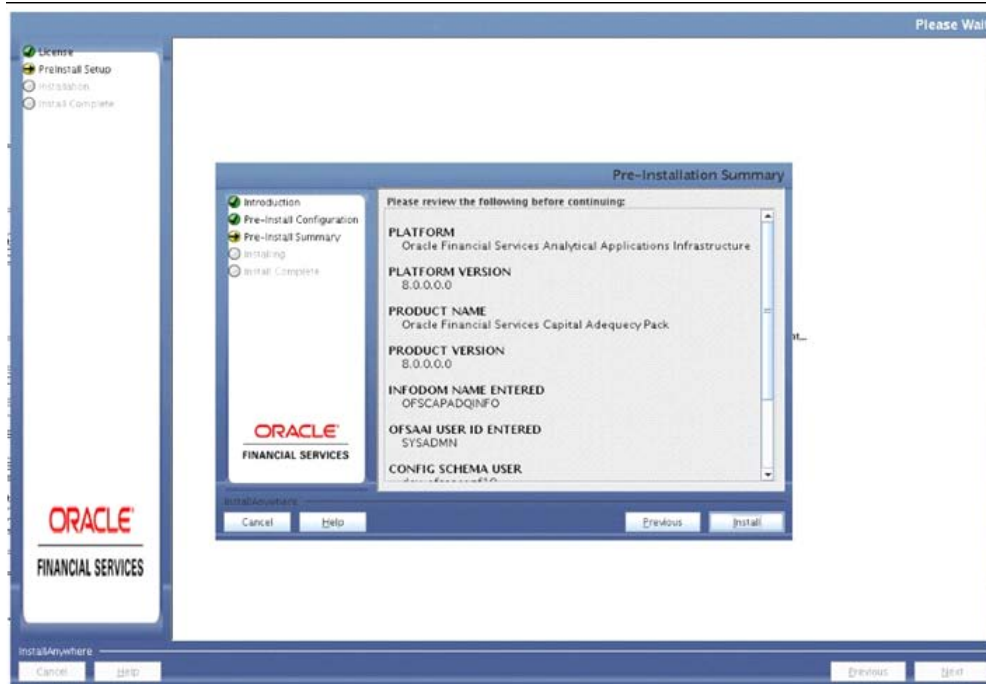 Please Wait
License
PreInstall Setup
Installation
Install Complete
Pre-Installation Summary
Introduction
Pre-Install Configuration
Pre-Install Summary
Installing
Install Complete
Please review the following before continuing:
PLATFORM
Oracle Financial Services Analytical Applications Infrastructure
PLATFORM VERSION
8.0.0.0.0
PRODUCT NAME
Oracle Financial Services Capital Adequecy Pack
PRODUCT VERSION
8.0.0.0.0
INFODOM NAME ENTERED
OFSCAPADQINFO
OFSAAI USER ID ENTERED
SYSADMN
CONFIG SCHEMA USER
ORACLE
FINANCIAL SERVICES
InstallAnywhere
Cancel
Help
Previous
Install
ORACLE
FINANCIAL SERVICES
InstallAnywhere
Cancel
Help
Previous
Next